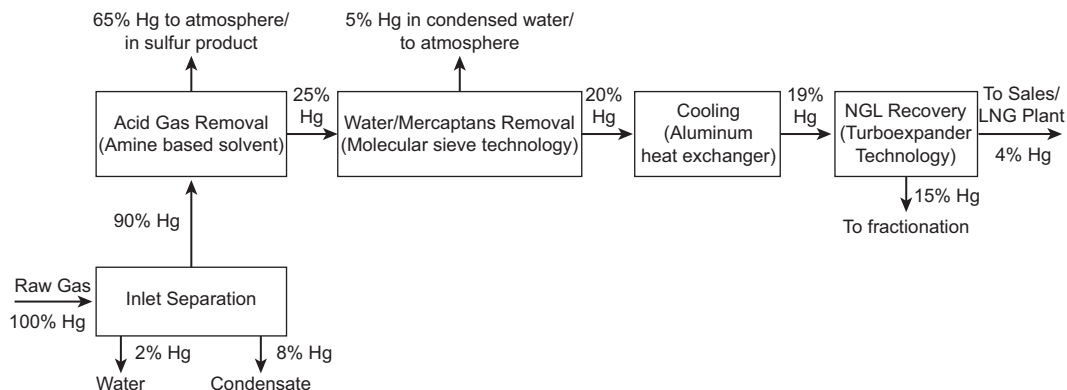 65% Hg to atmosphere/
in sulfur product
5% Hg in condensed water/
to atmosphere
Acid Gas Removal
(Amine based solvent)
25%
Hg
Water/Mercaptans Removal
(Molecular sieve technology)
20%
Hg
Cooling
(Aluminum
heat exchanger)
19%
Hg
NGL Recovery
(Turboexpander
Technology)
To Sales/
LNG Plant
4% Hg
15% Hg
To fractionation
90% Hg
Raw Gas
100% Hg
Inlet Separation
2% Hg
Water
8% Hg
Condensate